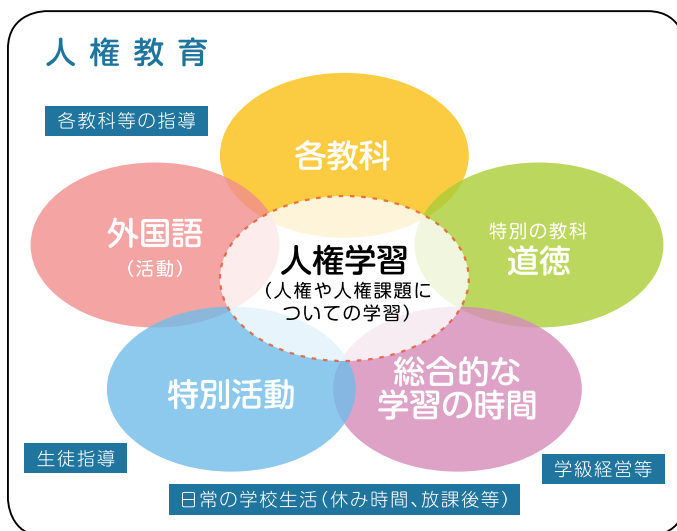 人権教育
各教科等の指導
各教科
外国語
（活動）
特別の教科
道徳
人権学習
（人権や人権課題に
ついての学習）
特別活動
総合的な
学習の時間
生徒指導
学級経営等
日常の学校生活（休み時間、放課後等）